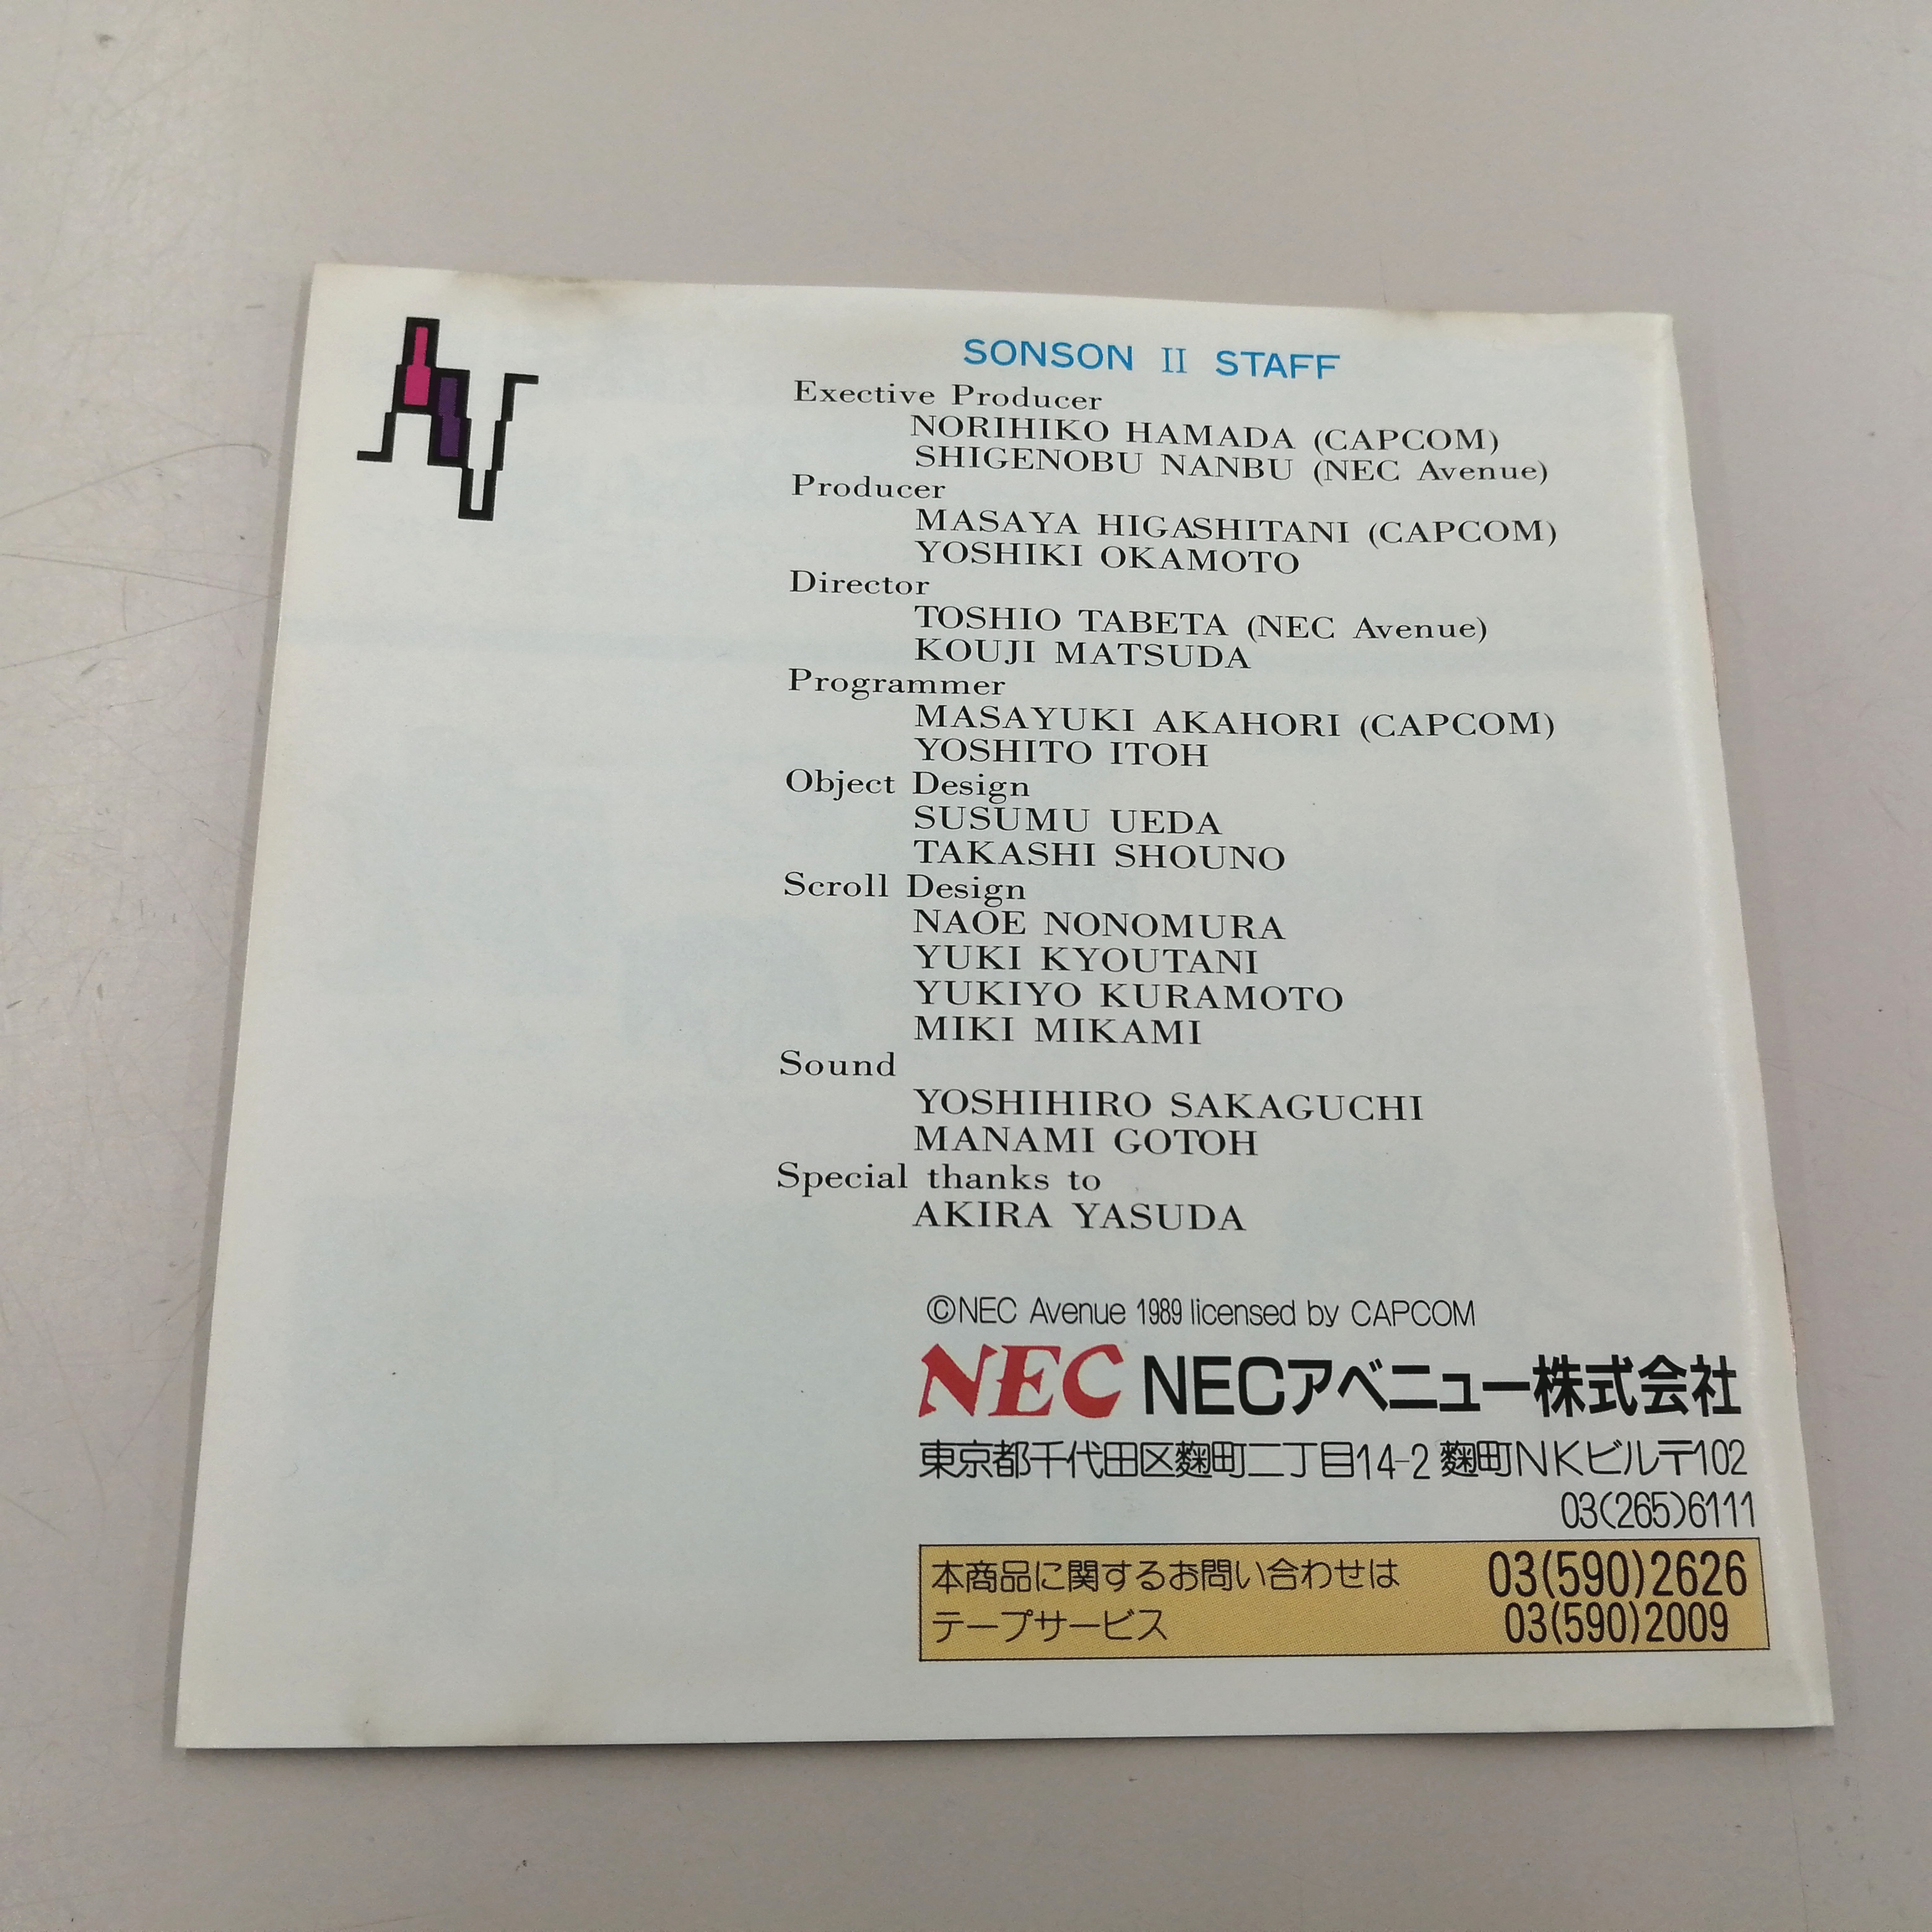 SONSON II STAFF
Exective Producer
NORIHIKO HAMADA (CAPCOM)
SHIGENOBU NANBU (NEC Avenue)
Producer
MASAYA HIGASHITANI (CAPCOM)
YOSHIKI OKAMOTO
Director
TOSHIO TABETA (NEC Avenue)
KOUJI MATSUDA
Programmer
MASAYUKI AKAHORI (CAPCOM)
YOSHITO ITOH
Object Design
SUSUMU UEDA
TAKASHI SHOUNO
Scroll Design
NAOE NONOMURA
YUKI KYOUTANI
YUKIYO KURAMOTO
MIKI MIKAMI
Sound
YOSHIHIRO SAKAGUCHI
MANAMI GOTOH
Special thanks to
AKIRA YASUDA
©NEC Avenue 1989 licensed by CAPCOM
NEC NECアベニュー株式会社
東京都千代田区麹町二丁目14-2 麹町NKビル〒102
03(265)6111
本商品に関するお問い合わせは 03(590)2626
テープサービス 03(590)2009